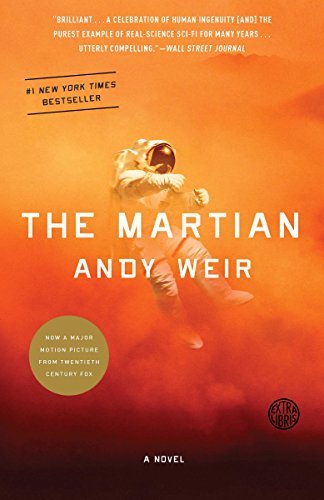 "BRILLIANT . . . A CELEBRATION OF HUMAN INGENUITY [AND] THE
PUREST EXAMPLE OF REAL-SCIENCE SCI-FI FOR MANY YEARS . . .
UTTERLY COMPELLING."—WALL STREET JOURNAL
#1 NEW YORK TIMES
BESTSELLER
THE MARTIAN
ANDY WEIR
NOW A MAJOR
MOTION PICTURE
FROM TWENTIETH
CENTURY FOX
EXTRA
LIBRIS
A NOVEL